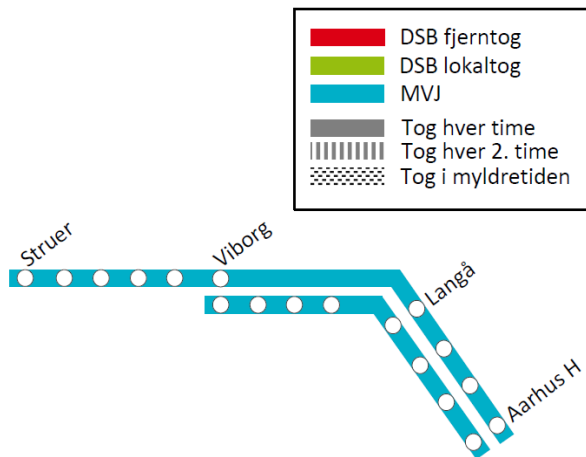 DSB fjerntog
DSB lokaltog
MVJ
Tog hver time
Tog hver 2. time
Tog i myldretiden
Struer
Viborg
Langå
Aarhus H